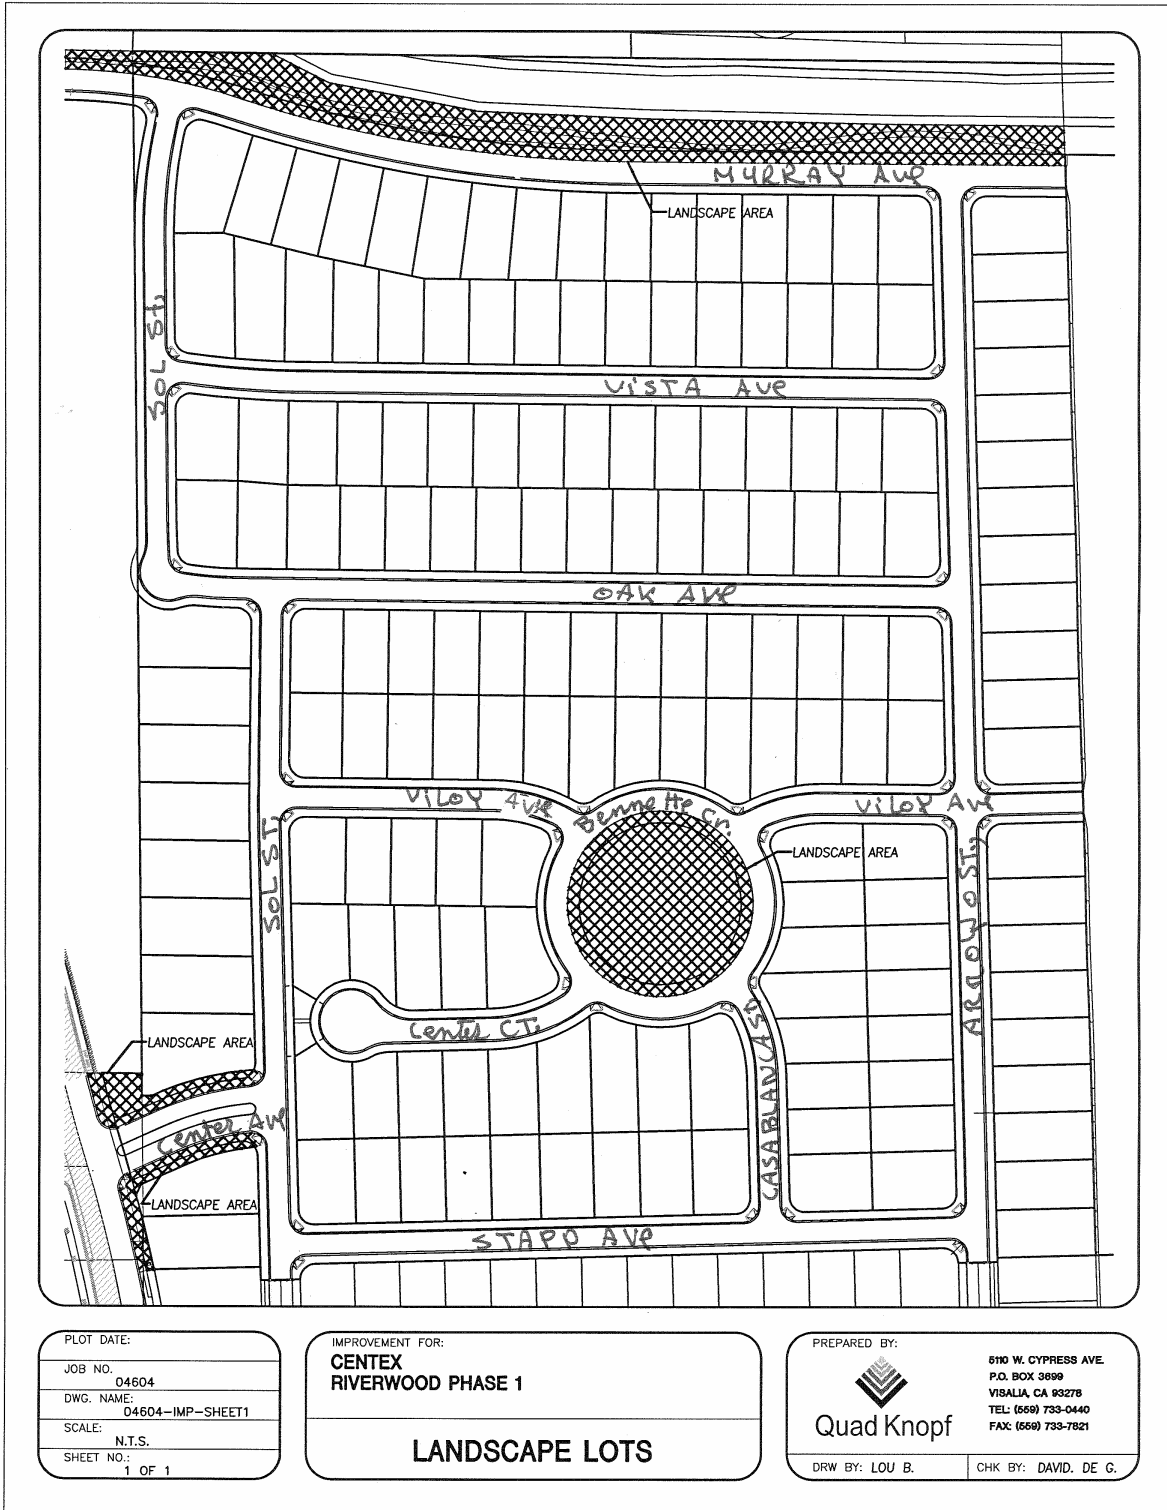 MURRAY AVE
LANDSCAPE AREA
SOL St.
VISTA AVE
OAK AVE
VILOY AVE
Bennette Cr.
VILOY AVE
LANDSCAPE AREA
SOL ST.
ARROWO ST.
Center CT.
CASABLANCA ST
LANDSCAPE AREA
Center AVE
LANDSCAPE AREA
STAPP AVE
PLOT DATE:
JOB NO.
04604
DWG. NAME:
04604-IMP-SHEET1
SCALE:
N.T.S.
SHEET NO.:
1 OF 1
IMPROVEMENT FOR:
CENTEX
RIVERWOOD PHASE 1
LANDSCAPE LOTS
PREPARED BY:
Quad Knopf
5110 W. CYPRESS AVE.
P.O. BOX 3699
VISALIA, CA 93278
TEL: (559) 733-0440
FAX: (559) 733-7821
DRW BY: LOU B.
CHK BY: DAVID. DE G.